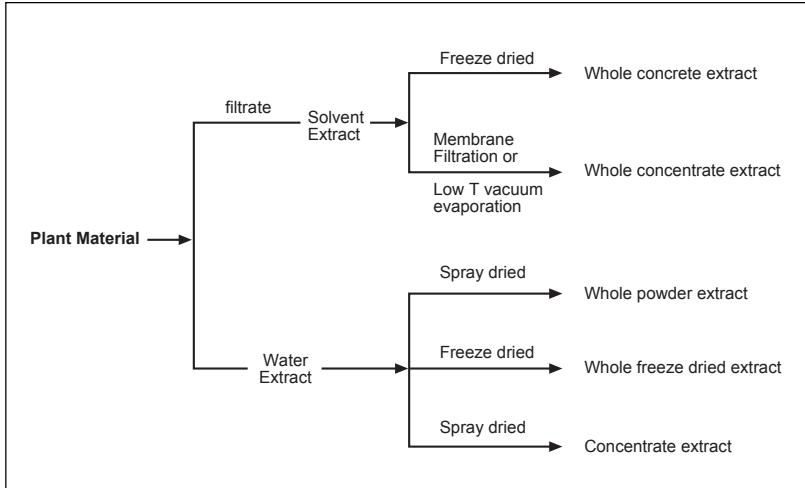 Plant Material
filtrate
Solvent
Extract
Freeze dried
Whole concrete extract
Membrane
Filtration or
Low T vacuum
evaporation
Whole concentrate extract
Water
Extract
Spray dried
Whole powder extract
Freeze dried
Whole freeze dried extract
Spray dried
Concentrate extract